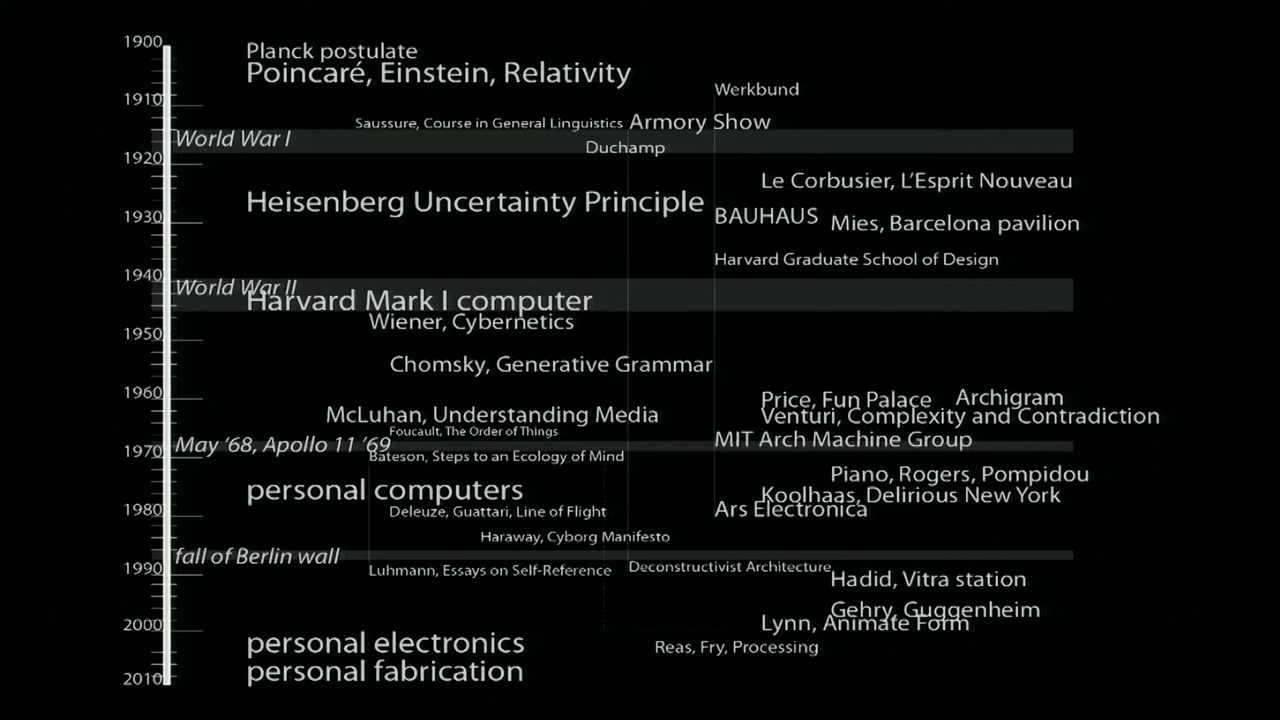 1900
Planck postulate
Poincaré, Einstein, Relativity
Werkbund
1910
Saussure, Course in General Linguistics
Armory Show
World War I
Duchamp
1920
Le Corbusier, L'Esprit Nouveau
Heisenberg Uncertainty Principle
1930
BAUHAUS
Mies, Barcelona pavilion
Harvard Graduate School of Design
1940
World War II
Harvard Mark I computer
Wiener, Cybernetics
1950
Chomsky, Generative Grammar
1960
Price, Fun Palace
Archigram
McLuhan, Understanding Media
Venturi, Complexity and Contradiction
Foucault, The Order of Things
MIT Arch Machine Group
May '68, Apollo 11 '69
1970
Bateson, Steps to an Ecology of Mind
Piano, Rogers, Pompidou
personal computers
Koolhaas, Delirious New York
1980
Deleuze, Guattari, Line of Flight
Ars Electronica
Haraway, Cyborg Manifesto
fall of Berlin wall
1990
Luhmann, Essays on Self-Reference
Deconstructivist Architecture
Hadid, Vitra station
Gehry, Guggenheim
2000
Lynn, Animate Form
personal electronics
Reas, Fry, Processing
personal fabrication
2010